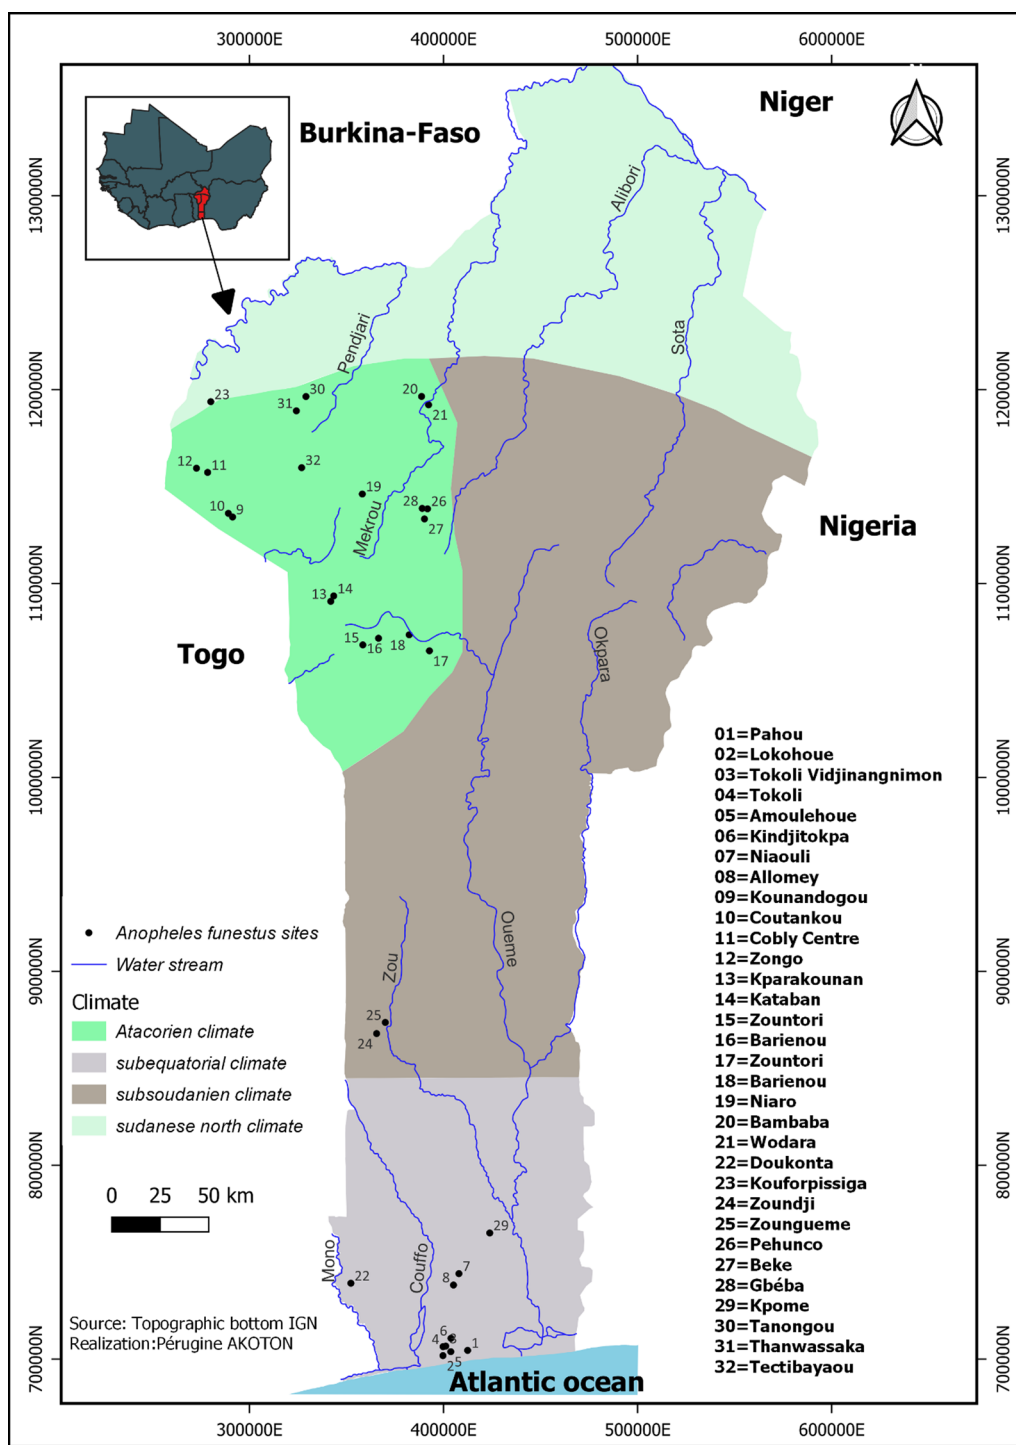 300000E 400000E 500000E 600000E
Niger
Burkina-Faso
1300000N 1300000N
Alibori
Pendjari
Sota
1200000N 1200000N
23 30 31 20 21
12 11 32
19
10 9 28 26
27
Mekrou
Nigeria
1100000N 1100000N
13 14
15 16 18 17
Togo
Okpara
01=Pahou
02=Lokohoue
03=Tokoli Vidjinangnimon
04=Tokoli
05=Amoulehoue
06=Kindjitokpa
07=Niaouli
08=Allomey
09=Kounandogou
10=Coutankou
11=Cobly Centre
12=Zongo
13=Kparakounan
14=Kataban
15=Zountori
16=Barienou
17=Zountori
18=Barienou
19=Niaro
20=Bambaba
21=Wodara
22=Doukonta
23=Kouforpissiga
24=Zoundji
25=Zoungueme
26=Pehunco
27=Beke
28=Gbéba
29=Kpome
30=Tanongou
31=Thanwassaka
32=Tectibayaou
1000000N 1000000N
Anopheles funestus sites
Water stream
Climate
Atacorien climate
subequatorial climate
subsoudanien climate
sudanese north climate
900000N 900000N
Zou
Oueme
25
24
800000N 800000N
0 25 50 km
29
Mono
22
Couffo
7
8
6
4 1
25
Source: Topographic bottom IGN
Realization:Pérugine AKOTON
700000N 700000N
Atlantic ocean
300000E 400000E 500000E 600000E